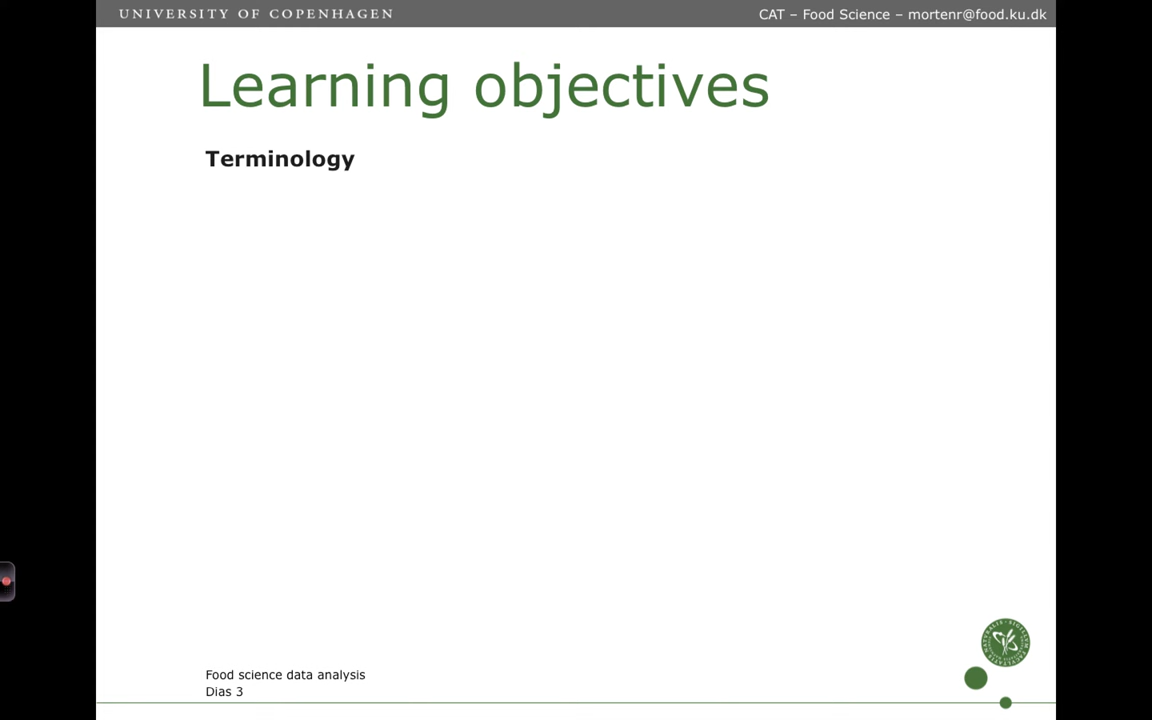 UNIVERSITY OF COPENHAGEN
CAT – Food Science – mortenr@food.ku.dk
Learning objectives
Terminology
Food science data analysis
Dias 3